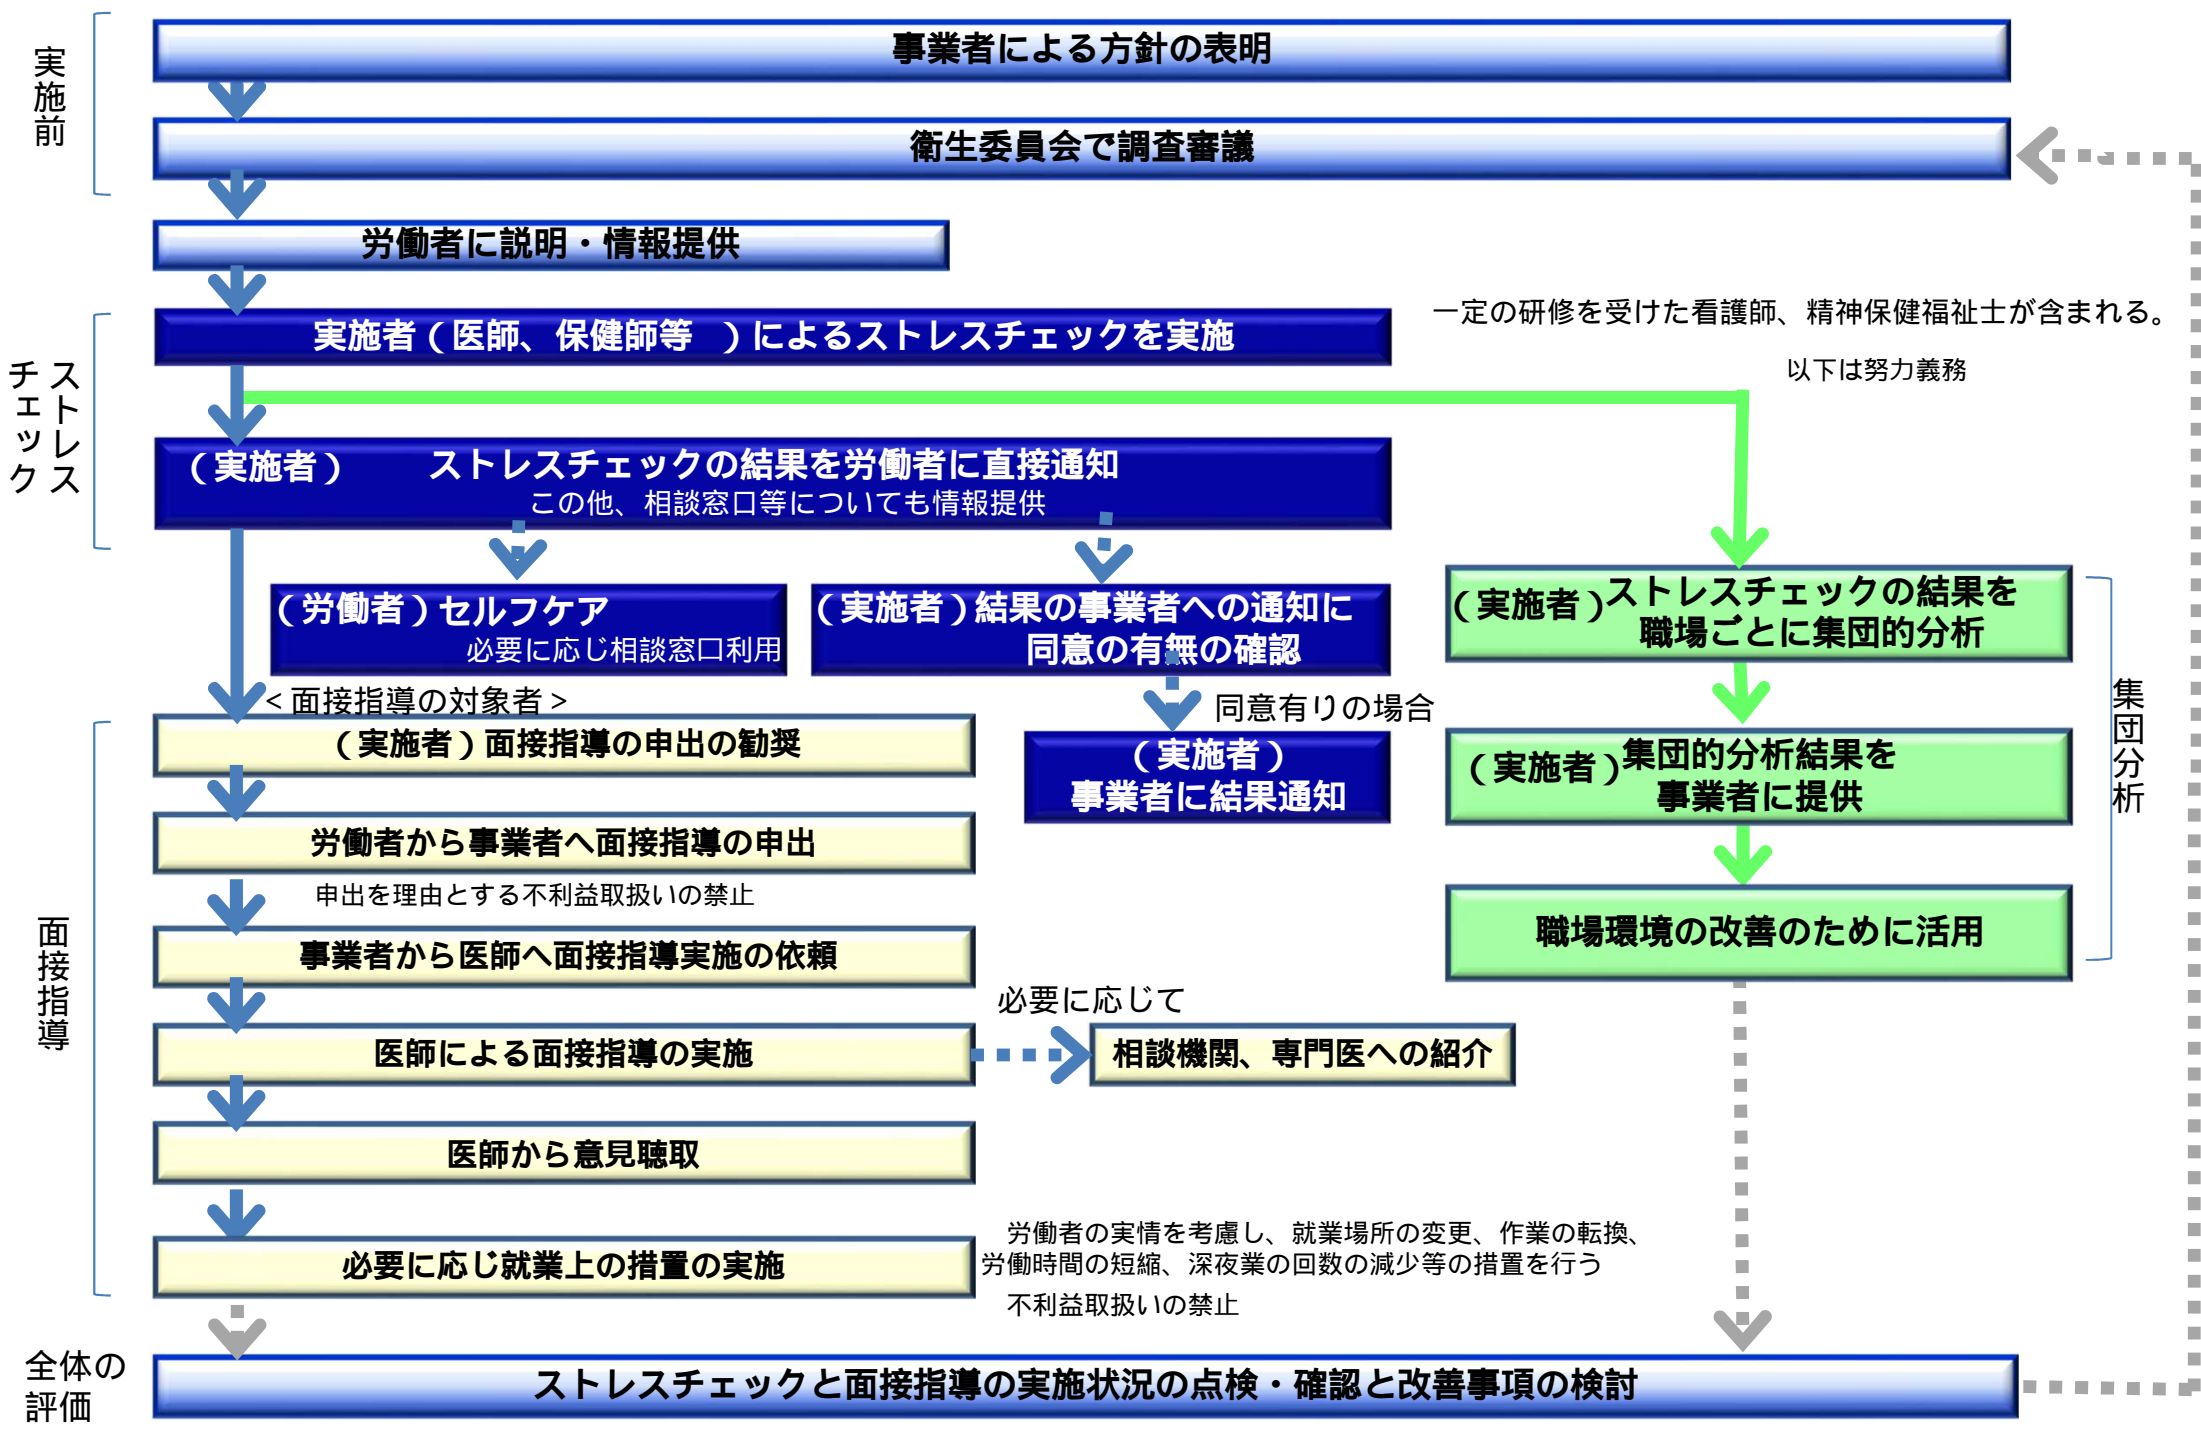 実施前
事業者による方針の表明
衛生委員会で調査審議
労働者に説明・情報提供
ストレス
チェック
実施者(医師、保健師等 )によるストレスチェックを実施
一定の研修を受けた看護師、精神保健福祉士が含まれる。
以下は努力義務
(実施者) ストレスチェックの結果を労働者に直接通知
この他、相談窓口等についても情報提供
(労働者)セルフケア
必要に応じ相談窓口利用
(実施者)結果の事業者への通知に
同意の有無の確認
同意有りの場合
(実施者)
事業者に結果通知
集団分析
(実施者)ストレスチェックの結果を
職場ごとに集団的分析
(実施者)集団的分析結果を
事業者に提供
職場環境の改善のために活用
面接指導
<面接指導の対象者>
(実施者)面接指導の申出の勧奨
労働者から事業者へ面接指導の申出
申出を理由とする不利益取扱いの禁止
事業者から医師へ面接指導実施の依頼
医師による面接指導の実施
必要に応じて
相談機関、専門医への紹介
医師から意見聴取
必要に応じ就業上の措置の実施
労働者の実情を考慮し、就業場所の変更、作業の転換、
労働時間の短縮、深夜業の回数の減少等の措置を行う
不利益取扱いの禁止
全体の
評価
ストレスチェックと面接指導の実施状況の点検・確認と改善事項の検討